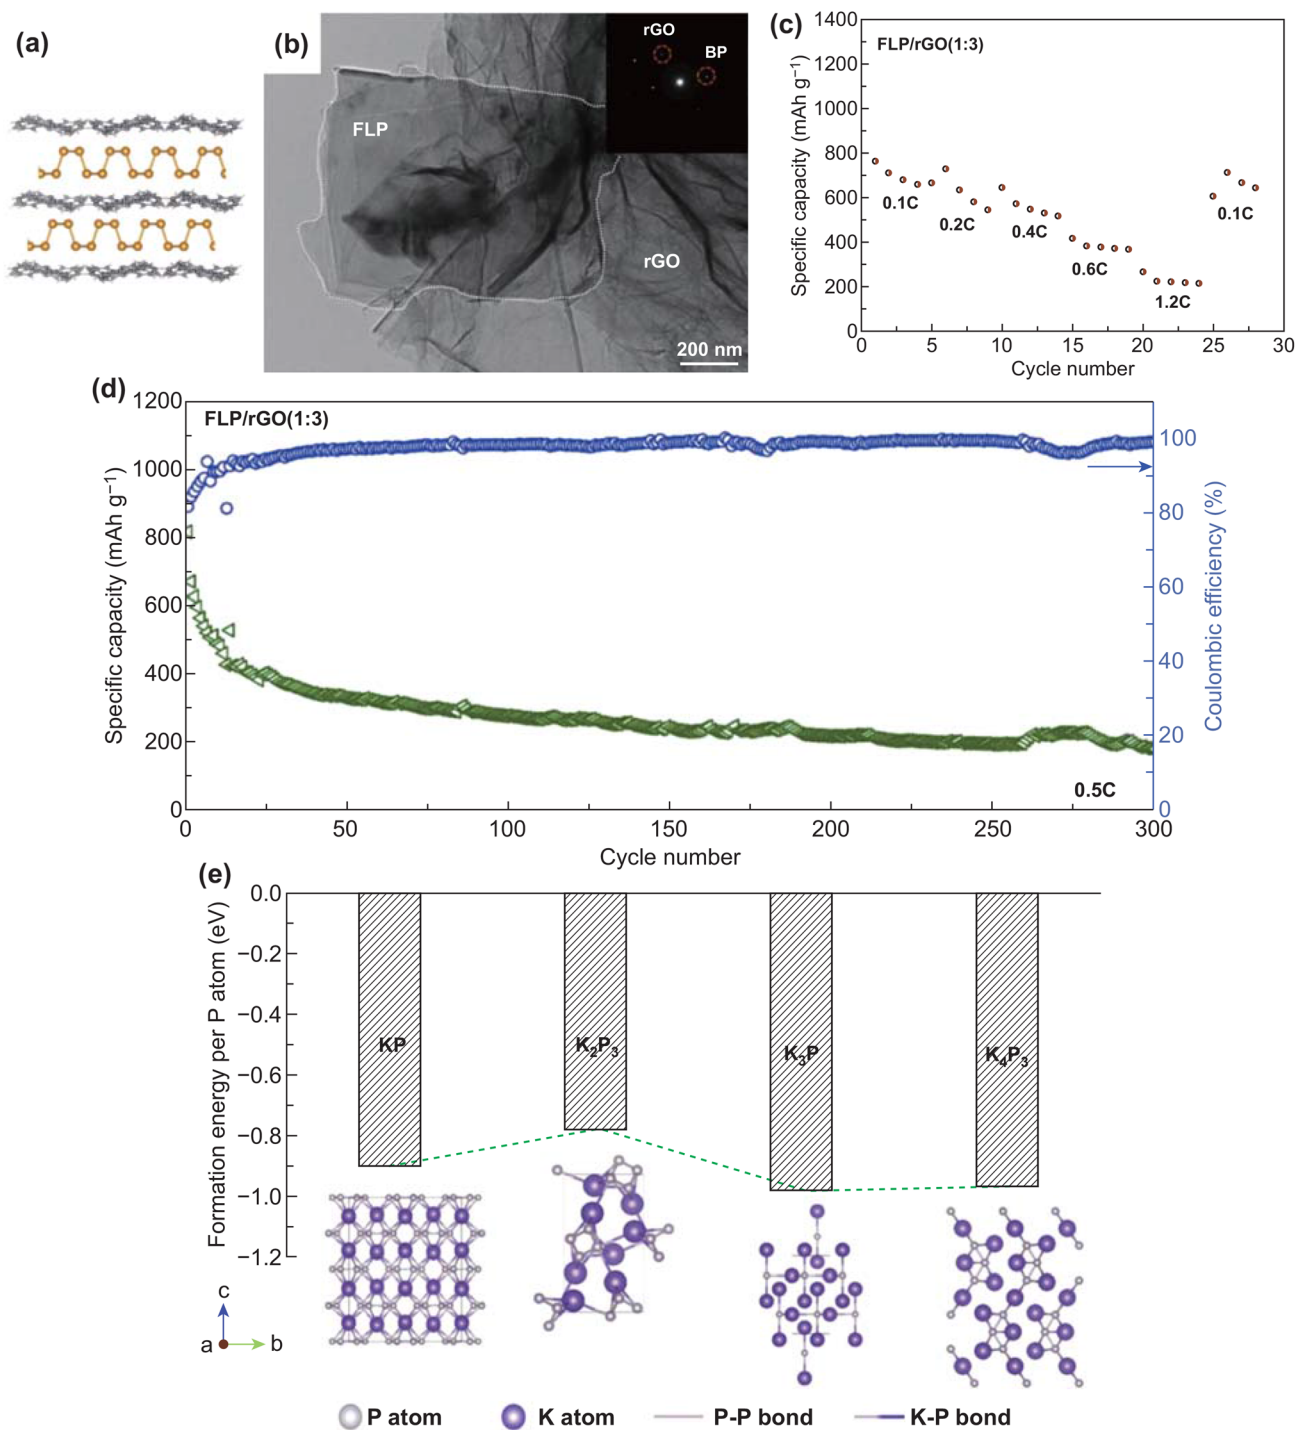 (a)
(b)
rGO
BP
FLP
rGO
200 nm
(c)
1400
1200
1000
800
600
400
200
0
Specific capacity (mAh g⁻¹)
FLP/rGO(1:3)
0.1C
0.2C
0.4C
0.6C
1.2C
0.1C
0
5
10
15
20
25
30
Cycle number
(d)
1200
1000
800
600
400
200
0
Specific capacity (mAh g⁻¹)
FLP/rGO(1:3)
0.5C
100
80
60
40
20
0
Coulombic efficiency (%)
0
50
100
150
200
250
300
Cycle number
(e)
0.0
−0.2
−0.4
−0.6
−0.8
−1.0
−1.2
Formation energy per P atom (eV)
KP
K₂P₃
K₃P
K₄P₃
c
a
b
P atom
K atom
P-P bond
K-P bond